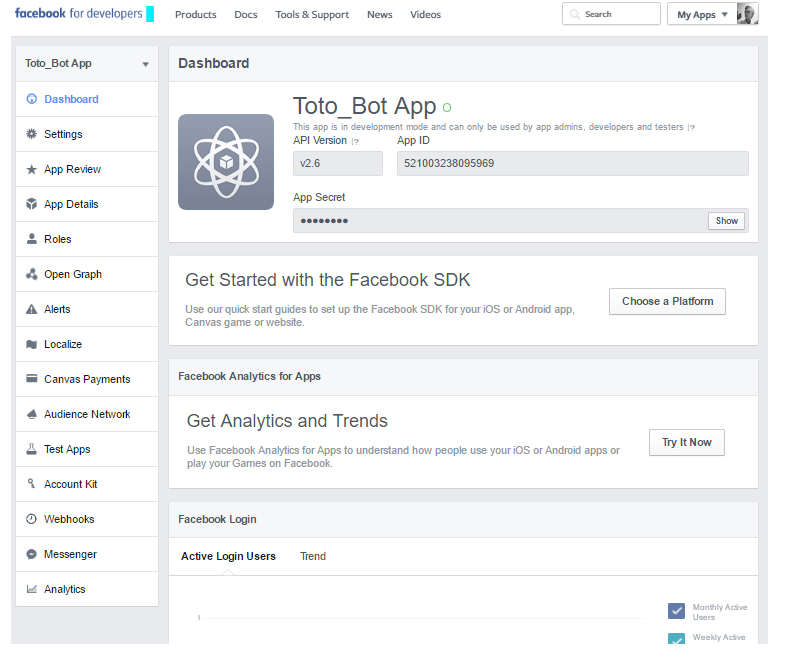 facebook for developers
Products Docs Tools & Support News Videos
Search
My Apps
Toto_Bot App
Dashboard
Settings
App Review
App Details
Roles
Open Graph
Alerts
Localize
Canvas Payments
Audience Network
Test Apps
Account Kit
Webhooks
Messenger
Analytics
Dashboard
Toto_Bot App
This app is in development mode and can only be used by app admins, developers and testers [?]
API Version [?] App ID
v2.6 521003238095969
App Secret
●●●●●●●● Show
Get Started with the Facebook SDK
Use our quick start guides to set up the Facebook SDK for your iOS or Android app,
Canvas game or website.
Choose a Platform
Facebook Analytics for Apps
Get Analytics and Trends
Use Facebook Analytics for Apps to understand how people use your iOS or Android apps or
play your Games on Facebook.
Try It Now
Facebook Login
Active Login Users Trend
1
Monthly Active
Users
Weekly Active